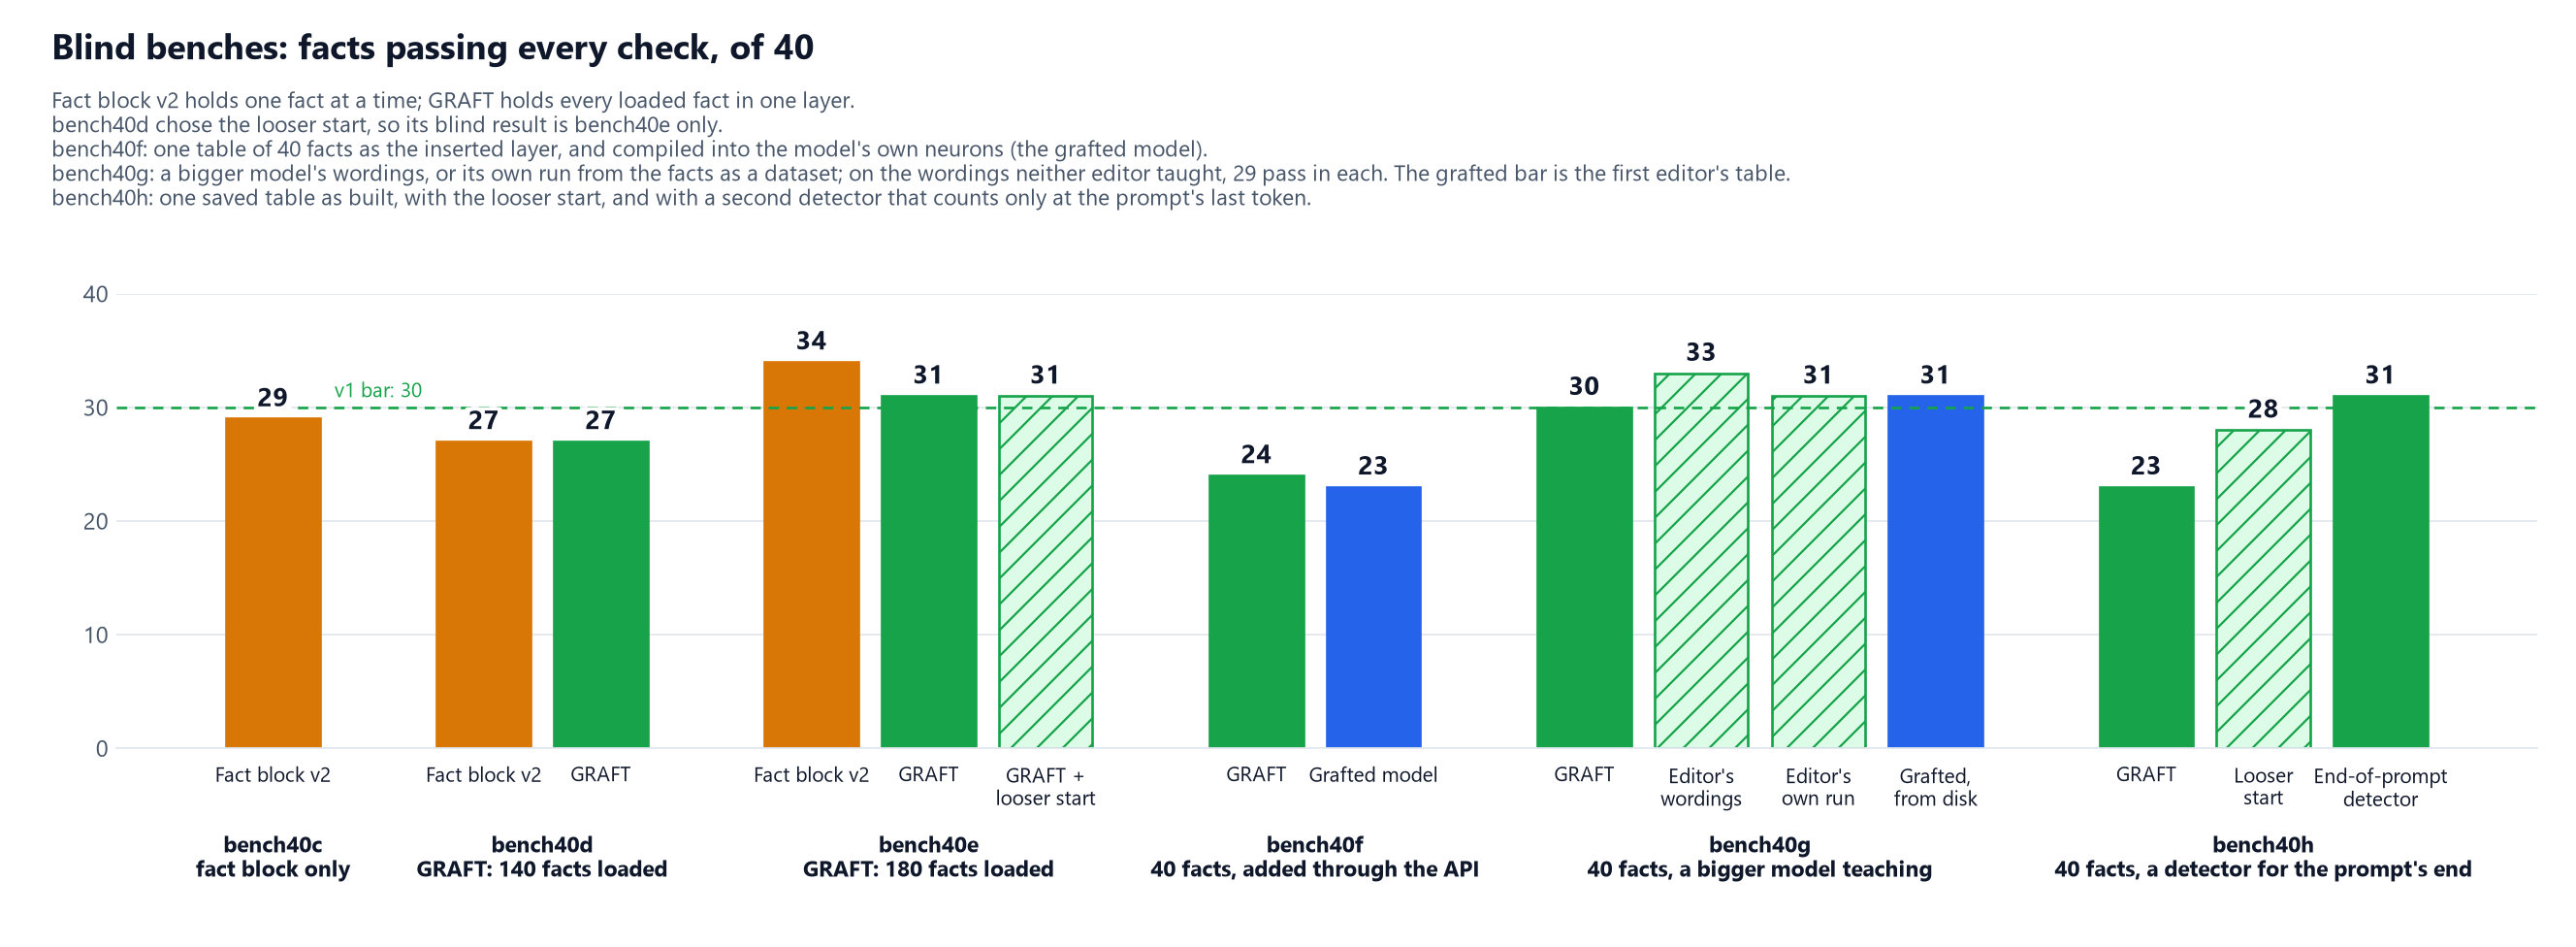 Blind benches: facts passing every check, of 40
Fact block v2 holds one fact at a time; GRAFT holds every loaded fact in one layer.
bench40d chose the looser start, so its blind result is bench40e only.
bench40f: one table of 40 facts as the inserted layer, and compiled into the model's own neurons (the grafted model).
bench40g: a bigger model's wordings, or its own run from the facts as a dataset; on the wordings neither editor taught, 29 pass in each. The grafted bar is the first editor's table.
bench40h: one saved table as built, with the looser start, and with a second detector that counts only at the prompt's last token.
40
30
20
10
0
v1 bar: 30
29
27
27
34
31
31
24
23
30
33
31
31
23
28
31
Fact block v2
Fact block v2
GRAFT
Fact block v2
GRAFT
GRAFT +
looser start
GRAFT
Grafted model
GRAFT
Editor's
wordings
Editor's
own run
Grafted,
from disk
GRAFT
Looser
start
End-of-prompt
detector
bench40c
fact block only
bench40d
GRAFT: 140 facts loaded
bench40e
GRAFT: 180 facts loaded
bench40f
40 facts, added through the API
bench40g
40 facts, a bigger model teaching
bench40h
40 facts, a detector for the prompt's end